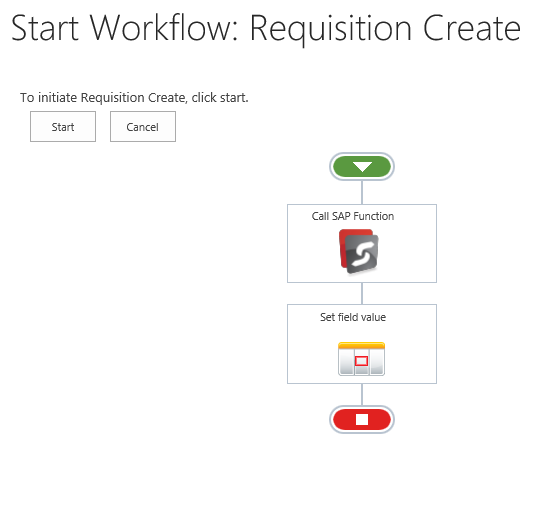 Start Workflow: Requisition Create
To initiate Requisition Create, click start.
Start Cancel
Call SAP Function
Set field value